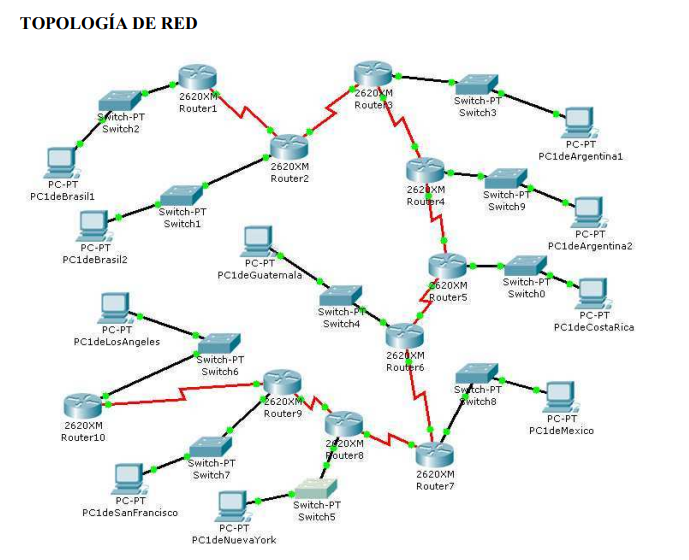 TOPOLOGÍA DE RED
2620XM
Router1
Switch-PT
Switch2
PC-PT
PC1deBrasil1
2620XM
Router2
Switch-PT
Switch1
PC-PT
PC1deBrasil2
2620XM
Router3
Switch-PT
Switch3
PC-PT
PC1deArgentina1
2620XM
Router4
Switch-PT
Switch9
PC-PT
PC1deArgentina2
2620XM
Router5
Switch-PT
Switch0
PC-PT
PC1deCostaRica
PC-PT
PC1deGuatemala
Switch-PT
Switch4
2620XM
Router6
PC-PT
PC1deLosAngeles
Switch-PT
Switch6
2620XM
Router10
2620XM
Router9
Switch-PT
Switch7
PC-PT
PC1deSanFrancisco
2620XM
Router8
Switch-PT
Switch5
PC-PT
PC1deNuevaYork
2620XM
Router7
Switch-PT
Switch8
PC-PT
PC1deMexico